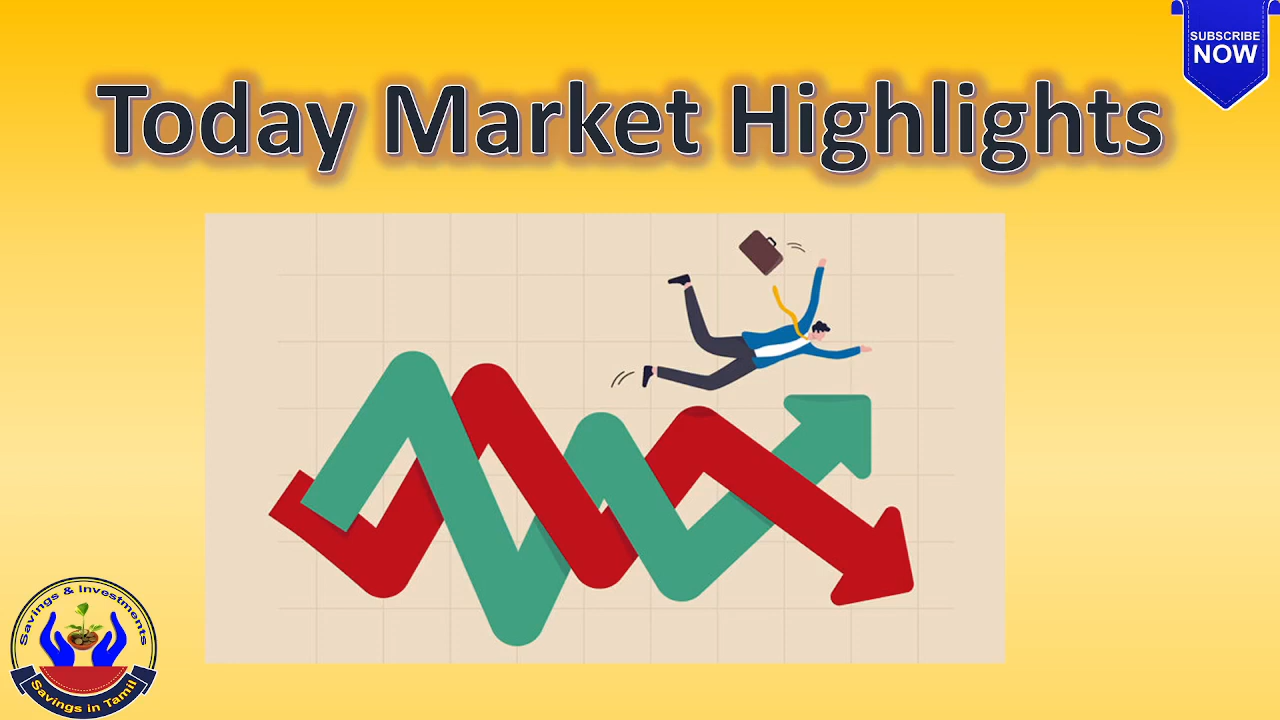 SUBSCRIBE
NOW
Today Market Highlights
Savings & Investments
Savings in Tamil